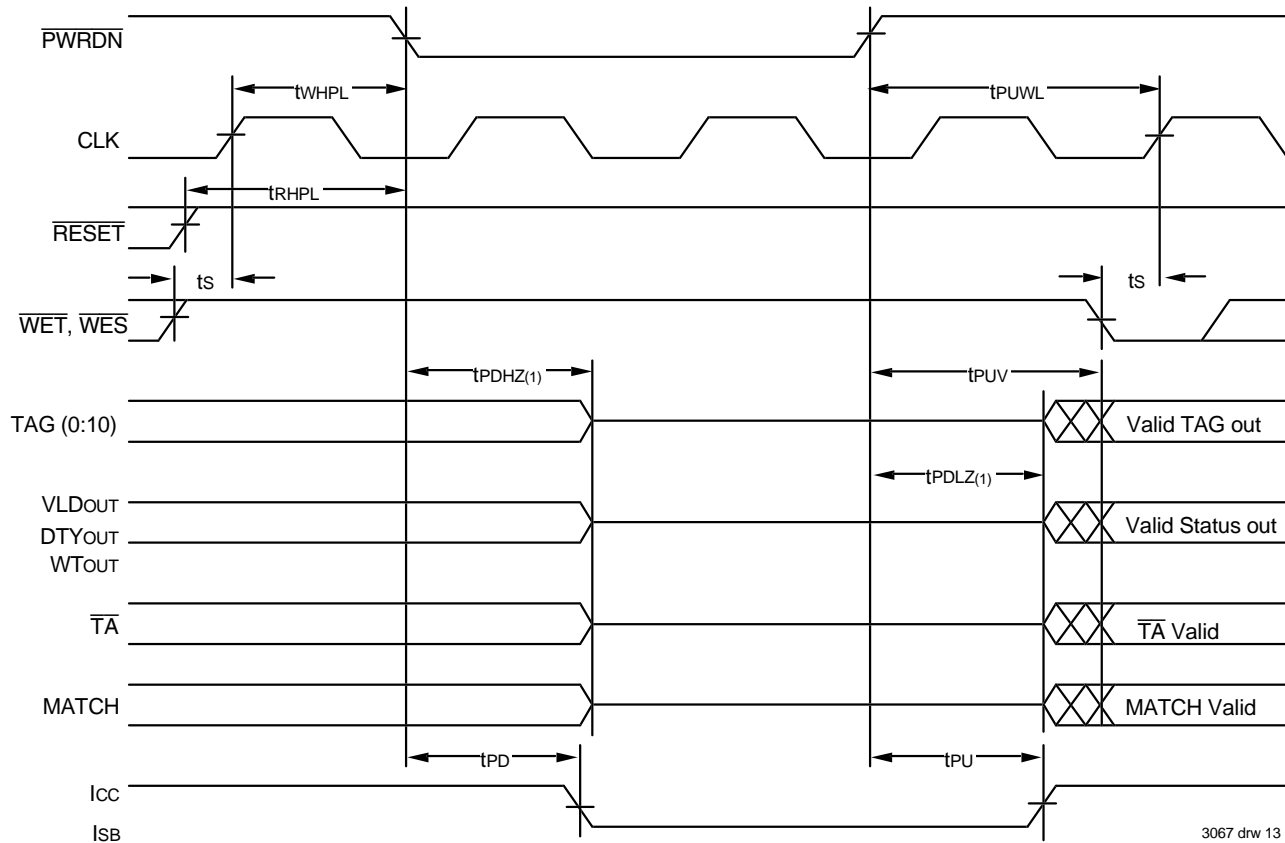 PWRDN
tWHPL
tPUWL
CLK
tRHPL
RESET
tS
tS
WET, WES
tPDHZ(1)
tPUV
TAG (0:10)
Valid TAG out
tPDLZ(1)
VLDOUT
DTYOUT
Valid Status out
WTOUT
TA
TA Valid
MATCH
MATCH Valid
tPD
tPU
ICC
ISB
3067 drw 13